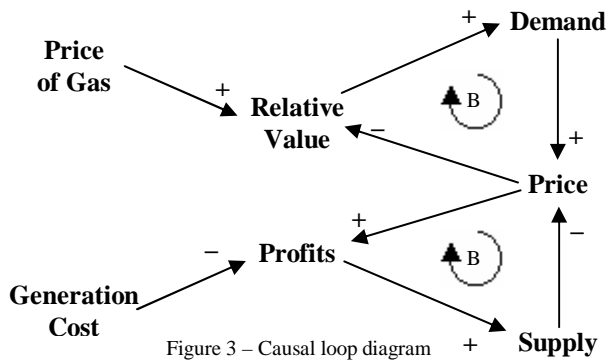 Demand
+
Price
of Gas
+
Relative
Value
B
−
+
Price
+
−
Profits
B
−
Generation
Cost
Figure 3 – Causal loop diagram
+
Supply